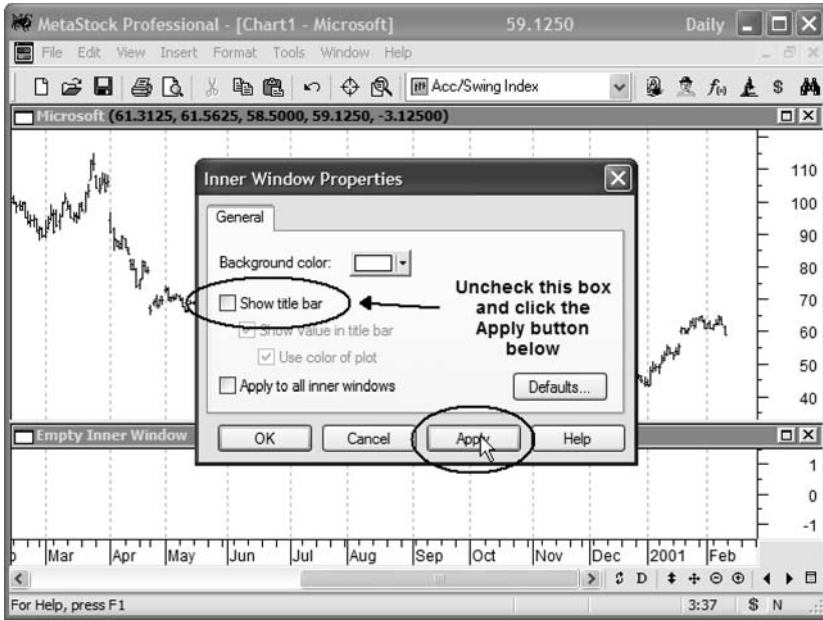 MetaStock Professional - [Chart1 - Microsoft] 59.1250 Daily
File Edit View Insert Format Tools Window Help
Acc/Swing Index
Microsoft (61.3125, 61.5625, 58.5000, 59.1250, -3.12500)
Inner Window Properties
General
Background color:
Show title bar
Show value in title bar
Use color of plot
Apply to all inner windows
Defaults...
Uncheck this box
and click the
Apply button
below
OK Cancel Apply Help
110
100
90
80
70
60
50
40
Empty Inner Window
1
0
-1
Mar Apr May Jun Jul Aug Sep Oct Nov Dec 2001 Feb
D
For Help, press F1 3:37 $ N